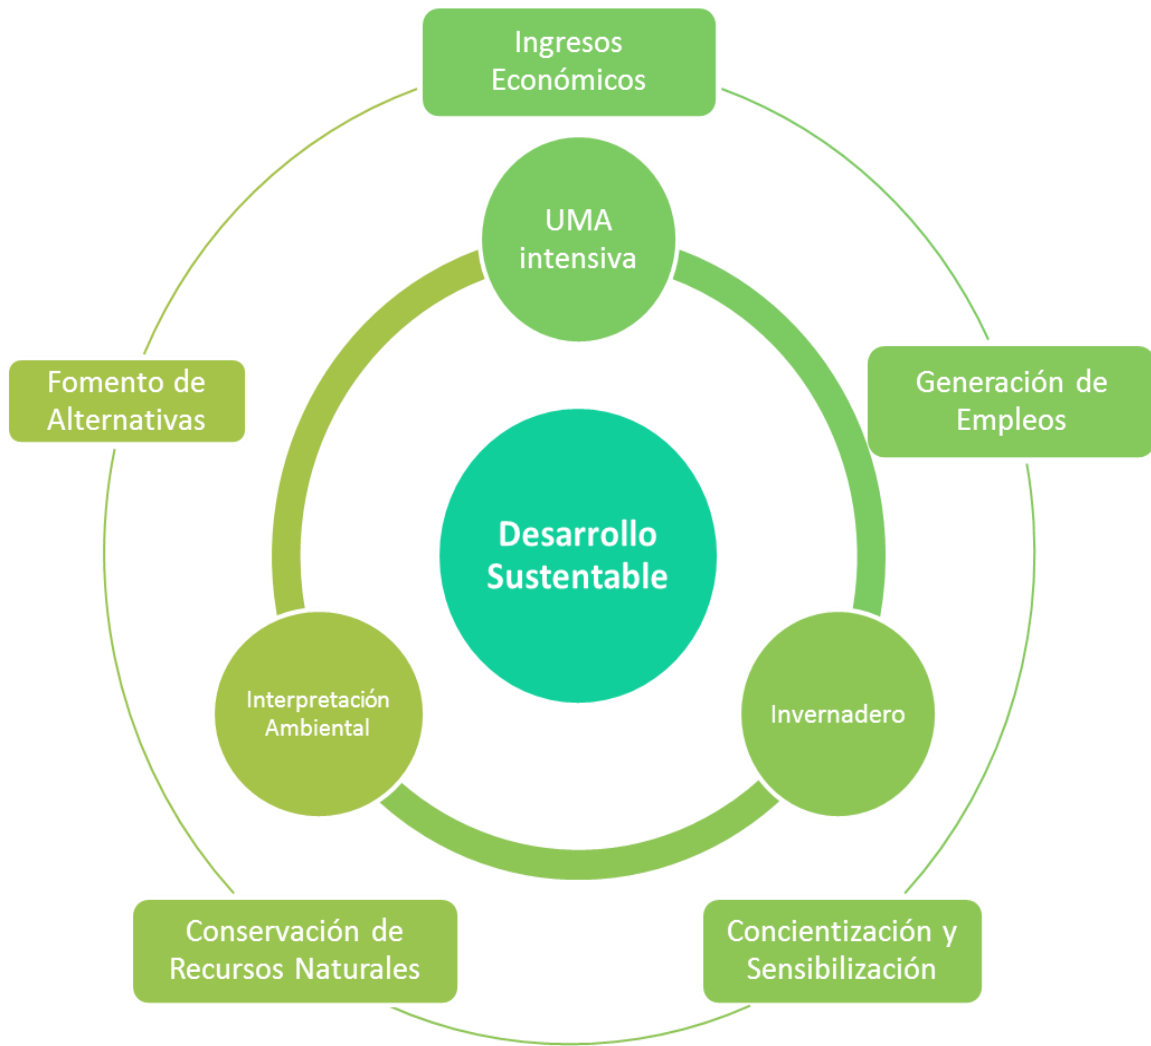 Ingresos
Económicos
UMA
intensiva
Fomento de
Alternativas
Generación de
Empleos
Desarrollo
Sustentable
Interpretación
Ambiental
Invernadero
Conservación de
Recursos Naturales
Concientización y
Sensibilización